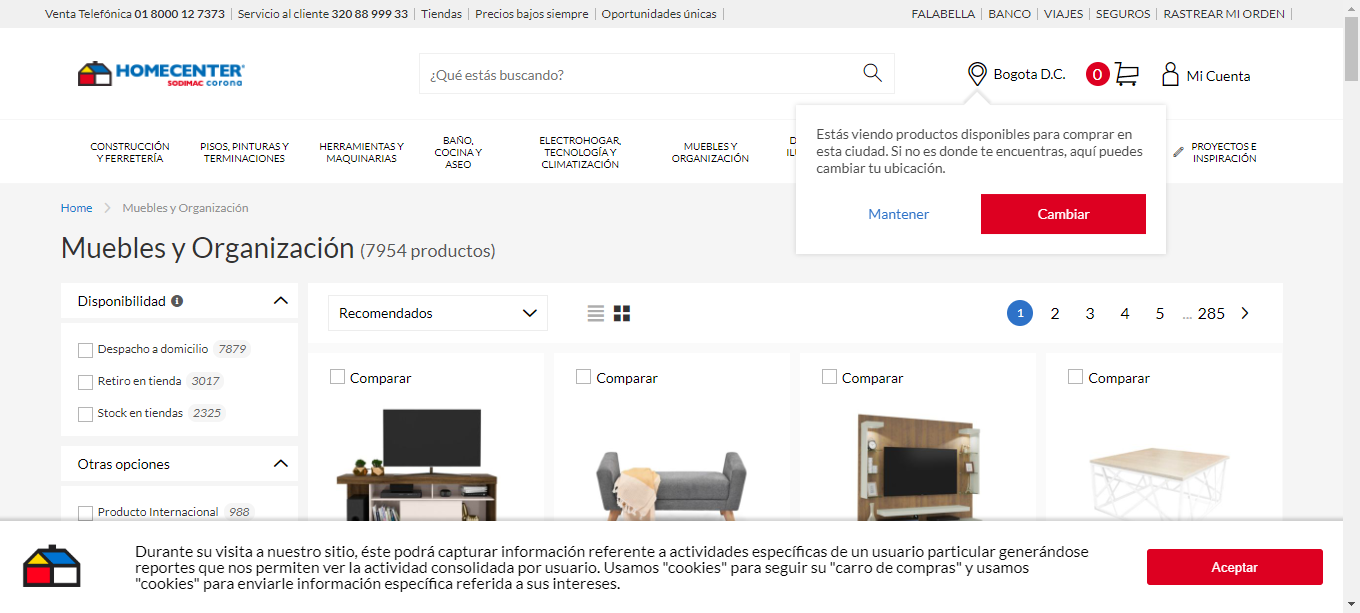 Venta Telefónica 01 8000 12 7373
Servicio al cliente 320 88 999 33
Tiendas
Precios bajos siempre
Oportunidades únicas
FALABELLA
BANCO
VIAJES
SEGUROS
RASTREAR MI ORDEN
HOMECENTER
SODIMAC corona
¿Qué estás buscando?
Bogota D.C.
0
Mi Cuenta
CONSTRUCCIÓN
Y FERRETERÍA
PISOS, PINTURAS Y
TERMINACIONES
HERRAMIENTAS Y
MAQUINARIAS
BAÑO,
COCINA Y
ASEO
ELECTROHOGAR,
TECNOLOGÍA Y
CLIMATIZACIÓN
MUEBLES Y
ORGANIZACIÓN
PROYECTOS E
INSPIRACIÓN
Estás viendo productos disponibles para comprar en
esta ciudad. Si no es donde te encuentras, aquí puedes
cambiar tu ubicación.
Mantener
Cambiar
Home
Muebles y Organización
Muebles y Organización (7954 productos)
Disponibilidad
Despacho a domicilio 7879
Retiro en tienda 3017
Stock en tiendas 2325
Otras opciones
Producto Internacional 988
Recomendados
1 2 3 4 5 ... 285
Comparar
Comparar
Comparar
Comparar
Durante su visita a nuestro sitio, éste podrá capturar información referente a actividades específicas de un usuario particular generándose
reportes que nos permiten ver la actividad consolidada por usuario. Usamos "cookies" para seguir su "carro de compras" y usamos
"cookies" para enviarle información específica referida a sus intereses.
Aceptar